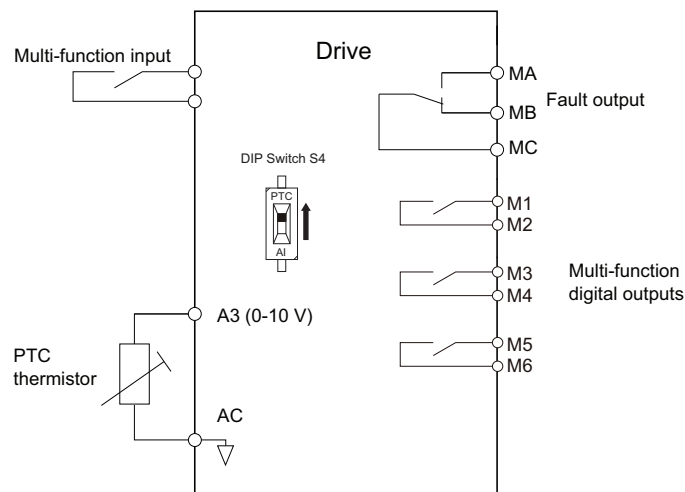 Drive
Multi-function input
MA
MB
Fault output
MC
DIP Switch S4
PTC
AI
M1
M2
M3
M4
Multi-function
digital outputs
M5
M6
A3 (0-10 V)
PTC
thermistor
AC